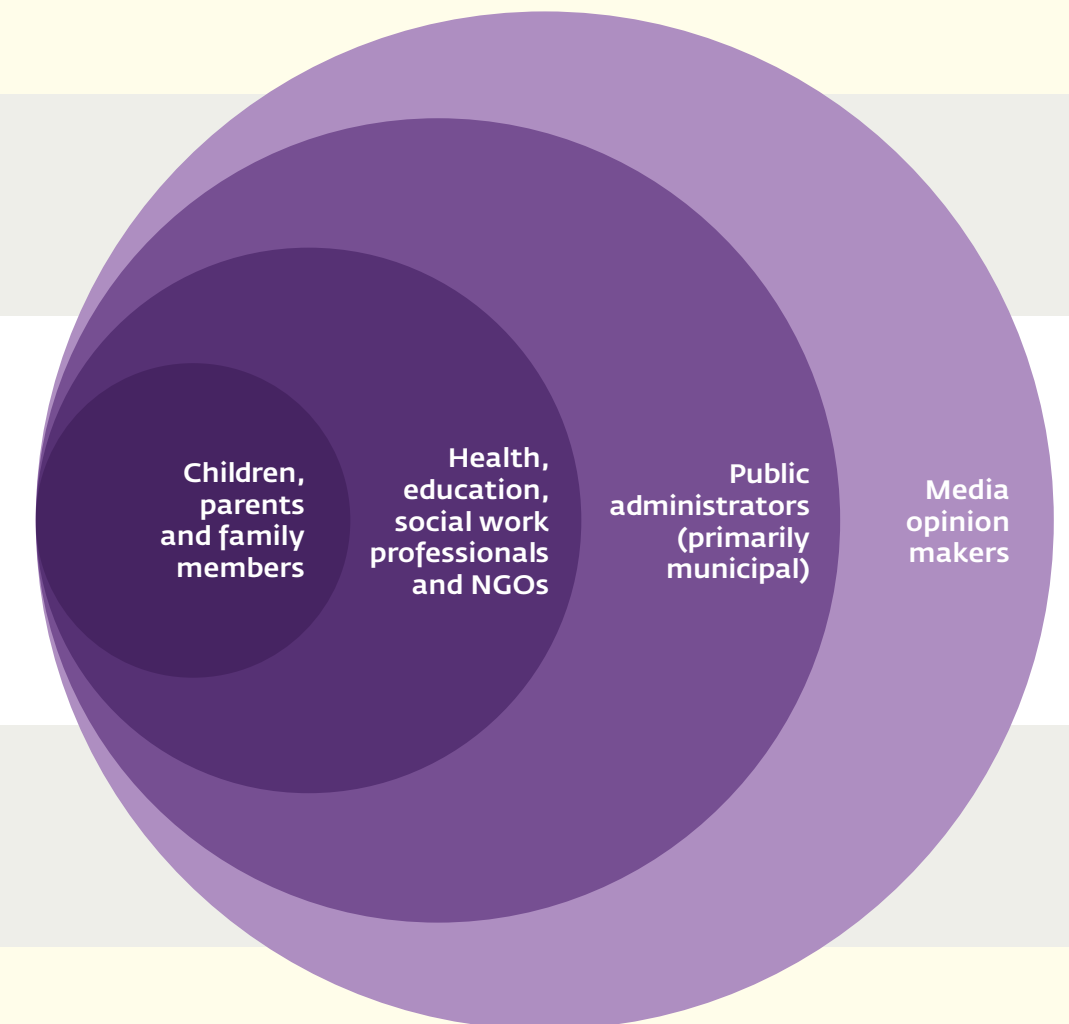 Children,
parents
and family
members
Health,
education,
social work
professionals
and NGOs
Public
administrators
(primarily
municipal)
Media
opinion
makers